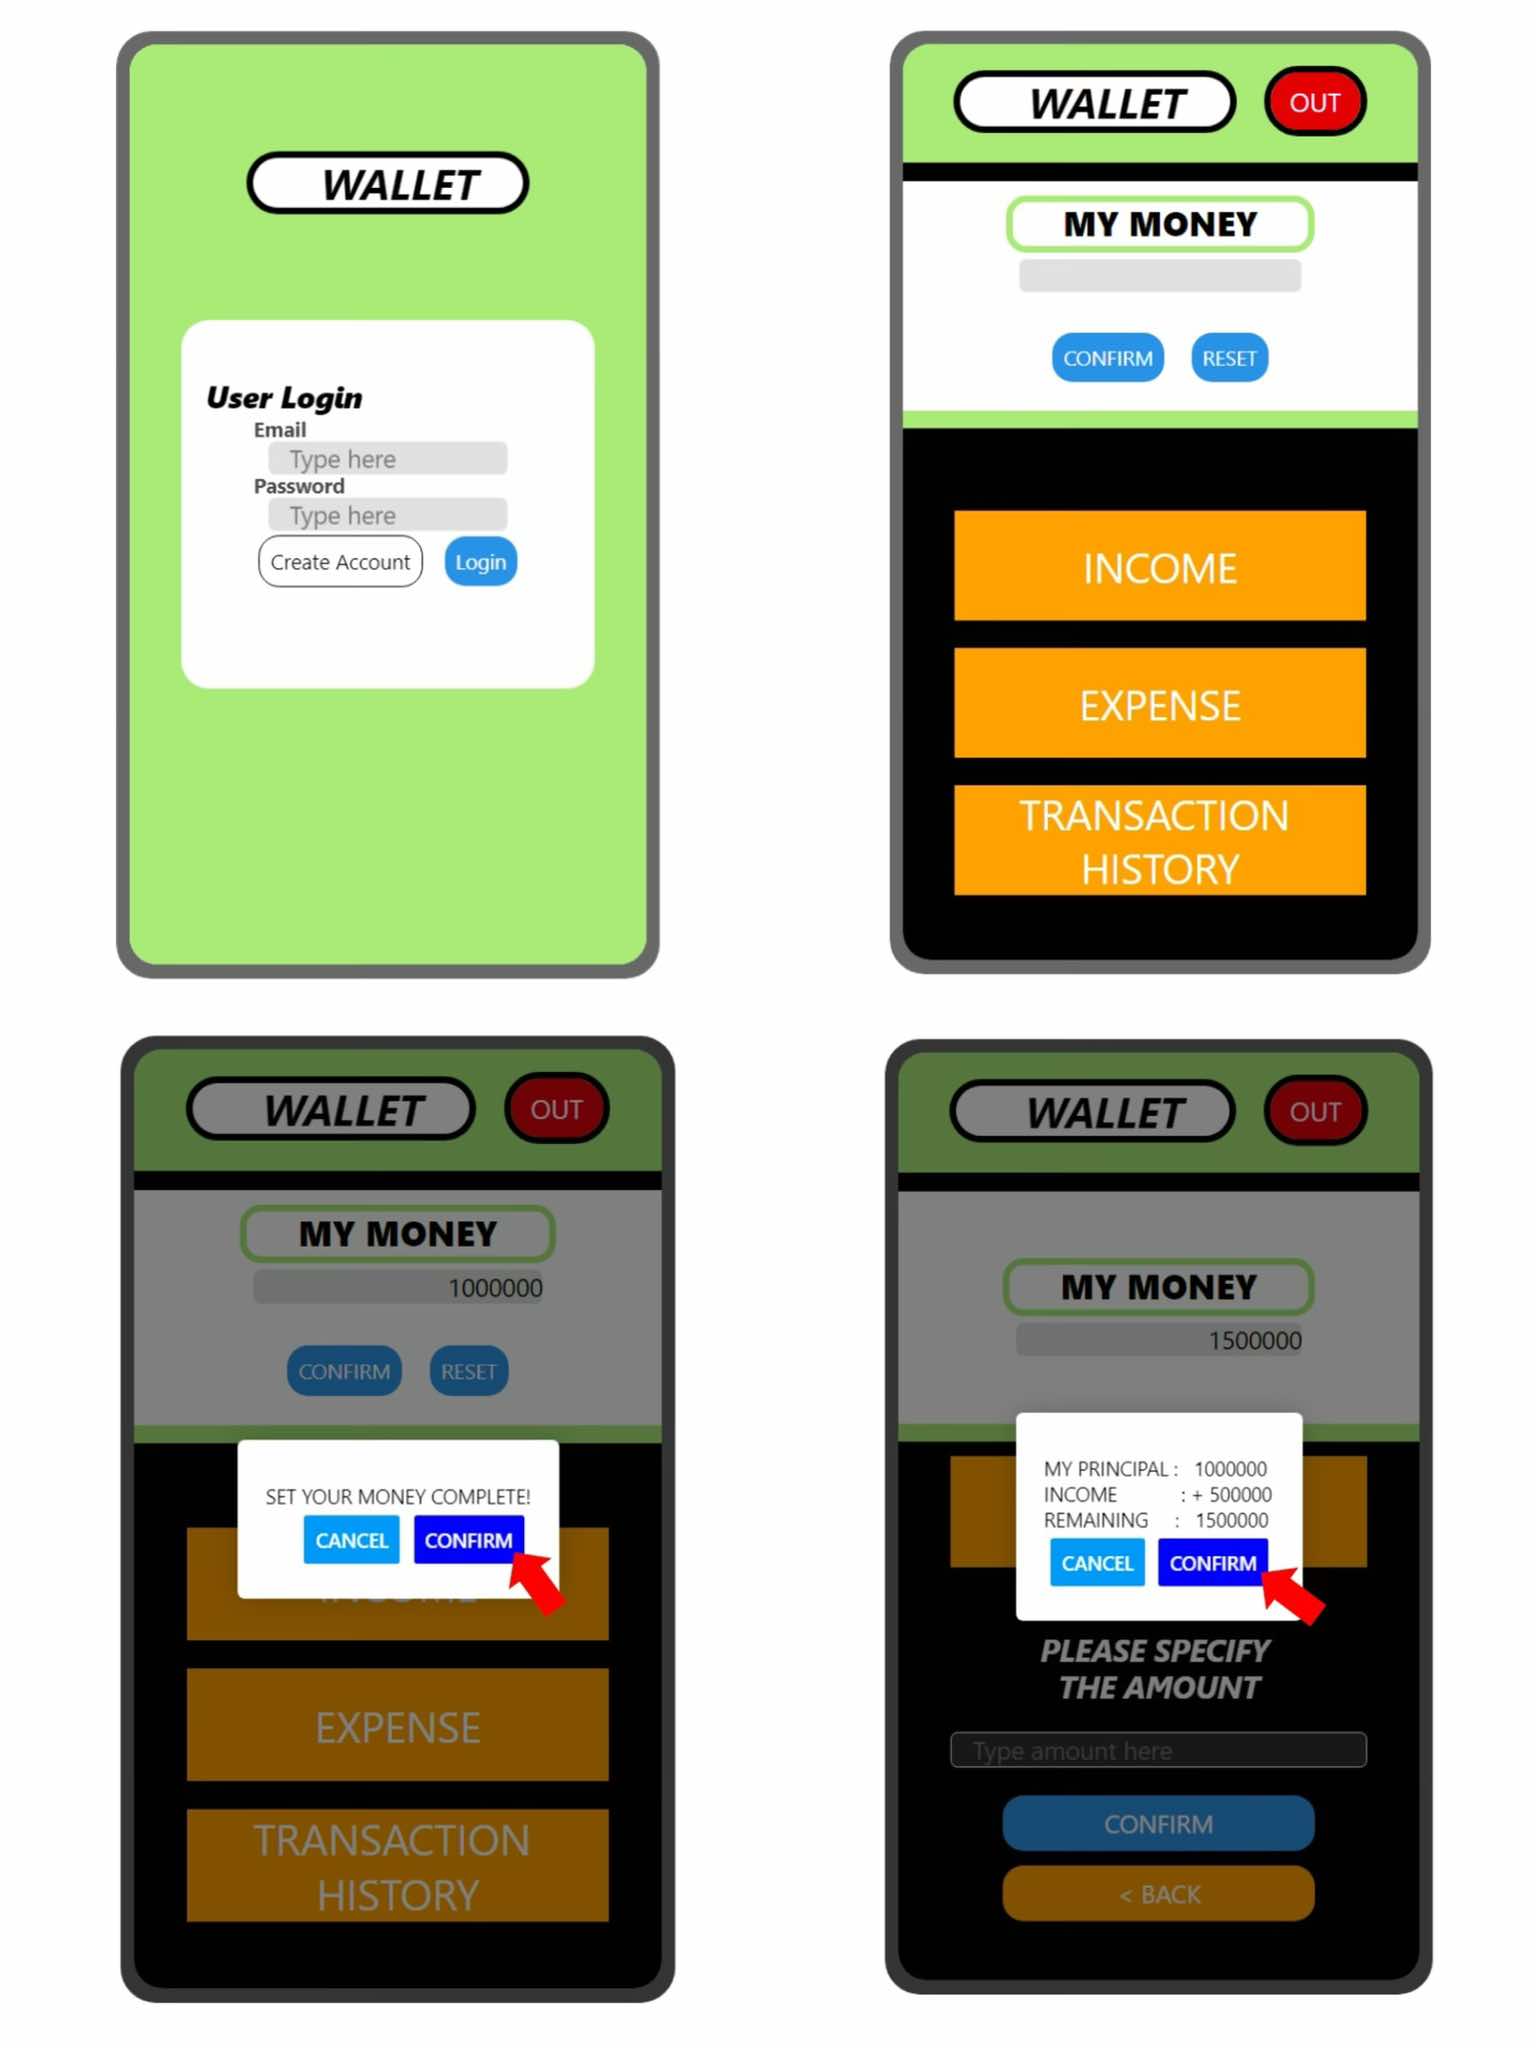 WALLET
User Login
Email
Type here
Password
Type here
Create Account Login
WALLET OUT
MY MONEY
CONFIRM RESET
INCOME
EXPENSE
TRANSACTION
HISTORY
WALLET OUT
MY MONEY
1000000
CONFIRM RESET
SET YOUR MONEY COMPLETE!
CANCEL CONFIRM
INCOME
EXPENSE
TRANSACTION
HISTORY
WALLET OUT
MY MONEY
1500000
MY PRINCIPAL : 1000000
INCOME : + 500000
REMAINING : 1500000
CANCEL CONFIRM
PLEASE SPECIFY
THE AMOUNT
Type amount here
CONFIRM
< BACK